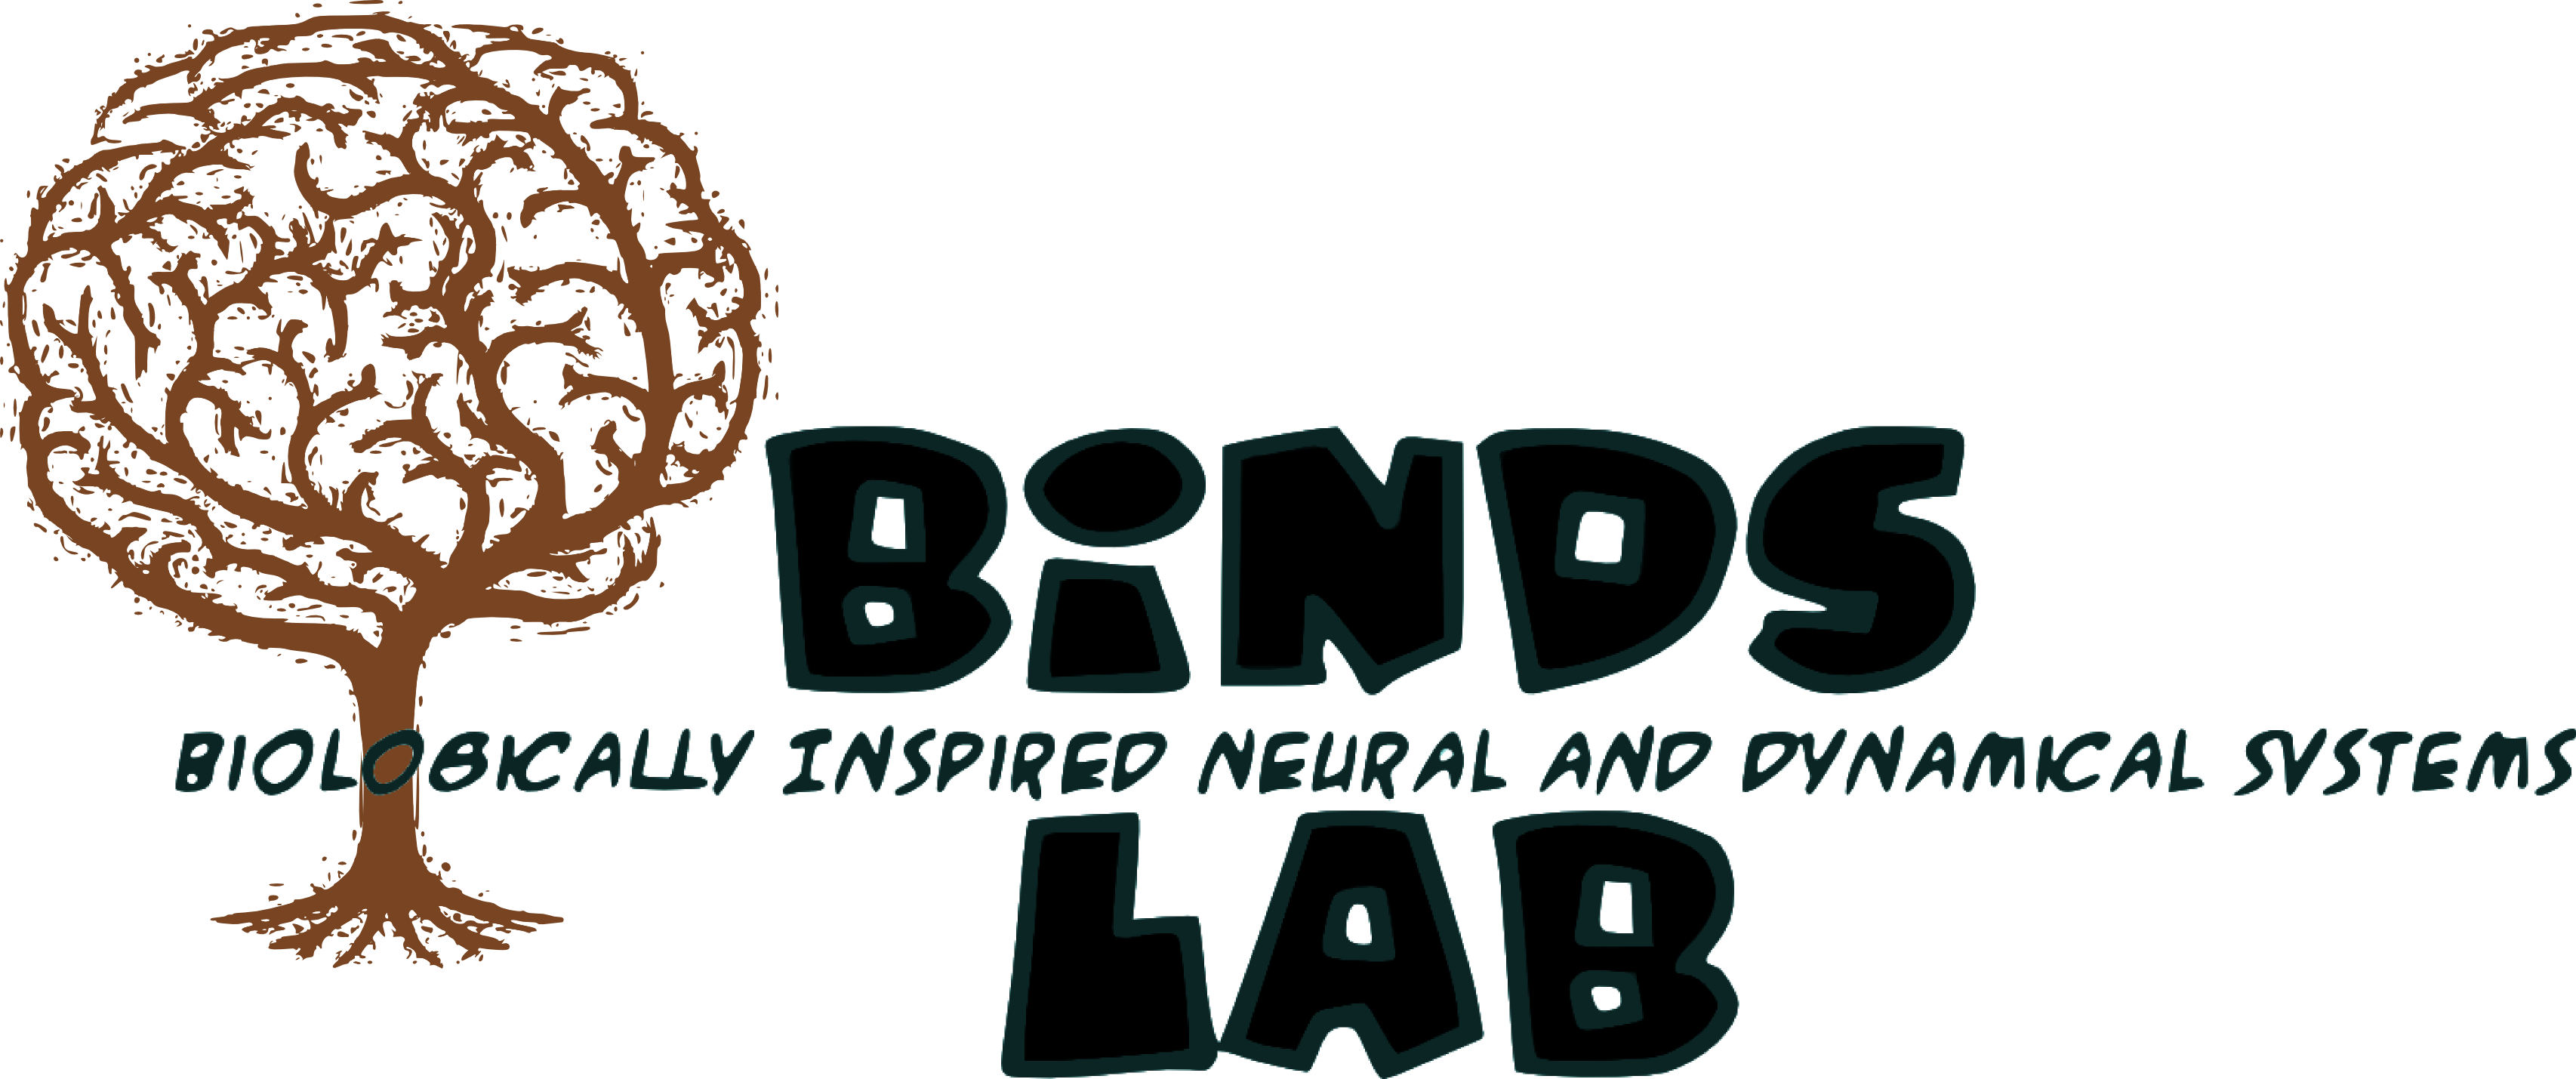 BiNDS
BIOLOGICALLY INSPIRED NEURAL AND DYNAMICAL SYSTEMS
LAB